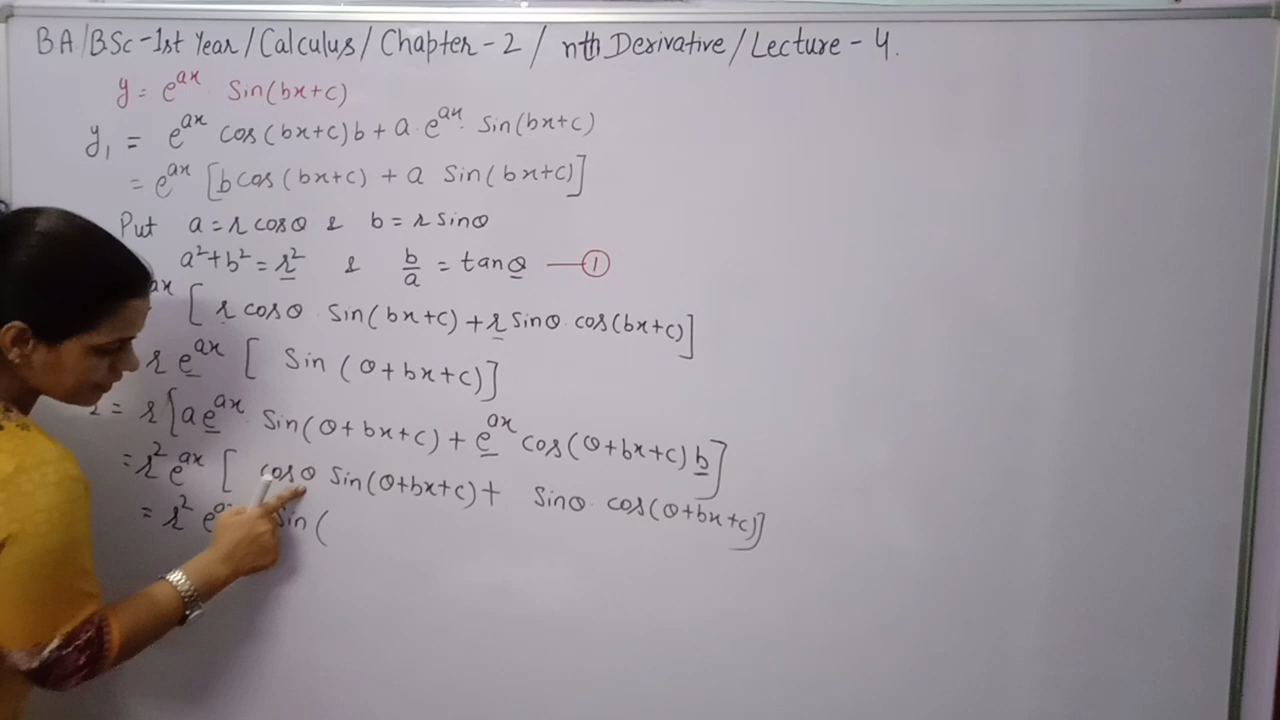 BA/BSc-1st Year/Calculus/Chapter-2/ nth Derivative/Lecture-4.
y = e^ax Sin(bx+c)
y₁ = e^ax cos(bx+c)b + a·e^ax· Sin(bx+c)
= e^ax [bcos(bx+c) + a Sin(bx+c)]
Put a = r cosθ & b = r sinθ
a²+b² = r² & b/a = tanθ —①
ax [r cosθ Sin(bx+c) + r Sinθ cos(bx+c)]
r e^ax [ Sin (θ+bx+c)]
= r [a e^ax· Sin(θ+bx+c) + e^ax cos(θ+bx+c) b]
= r² e^ax [ cosθ Sin(θ+bx+c) + Sinθ cos(θ+bx+c)]
= r² Sin (